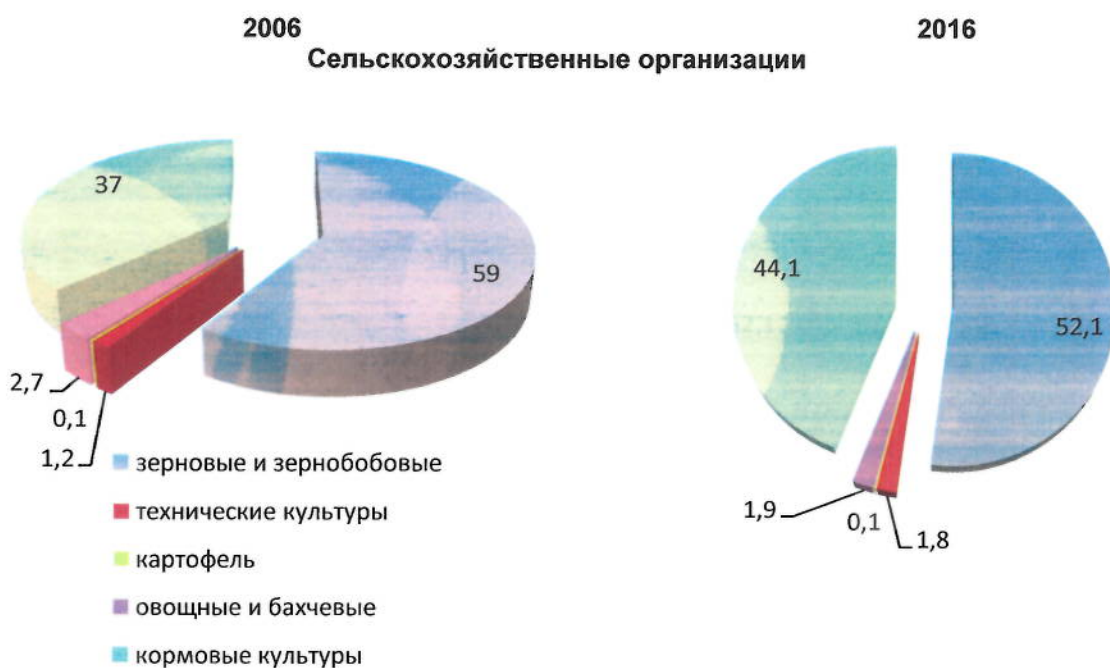 2006 2016
Сельскохозяйственные организации
37
59
44,1
52,1
2,7
0,1
1,2
1,9
0,1
1,8
зерновые и зернобобовые
технические культуры
картофель
овощные и бахчевые
кормовые культуры